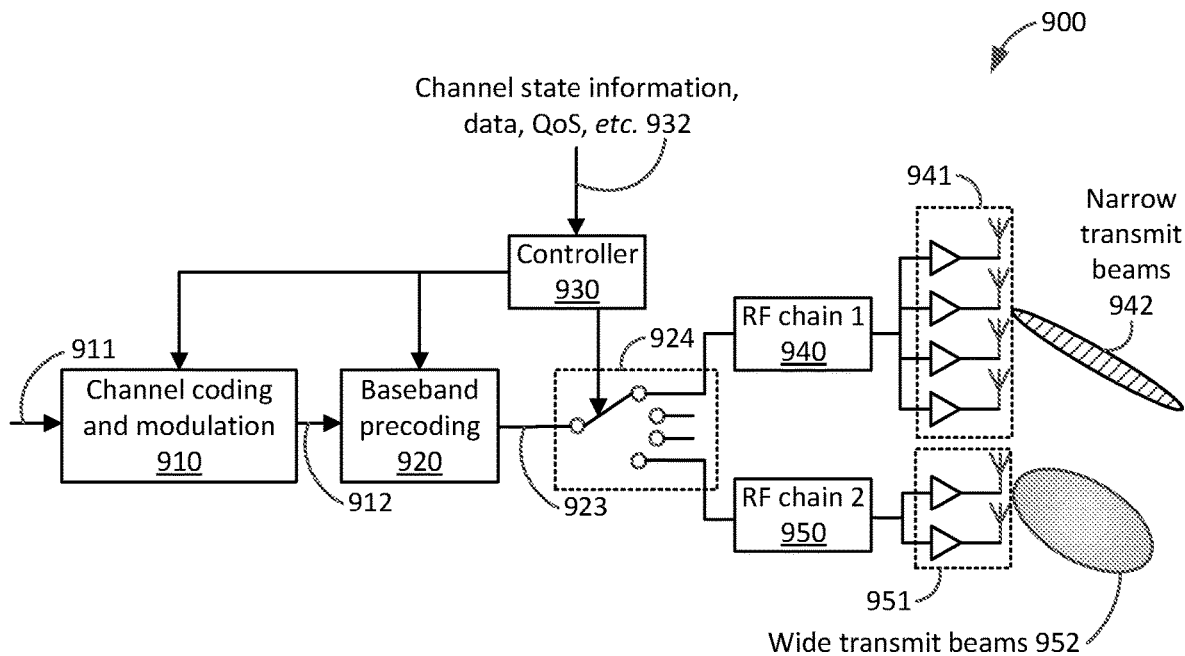 900
Channel state information,
data, QoS, etc. 932
941
Narrow
transmit
beams
942
Controller
930
924
RF chain 1
940
911
Channel coding
and modulation
910
Baseband
precoding
920
912
923
RF chain 2
950
951
Wide transmit beams 952